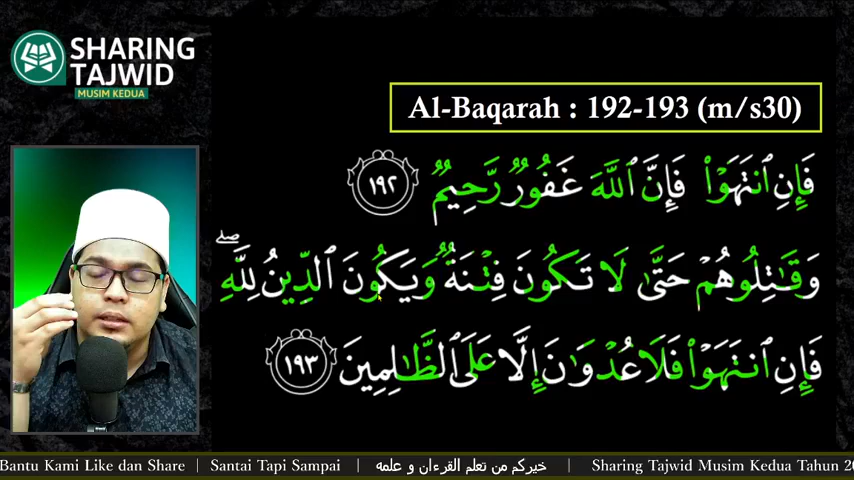 SHARING
TAJWID
MUSIM KEDUA
Al-Baqarah : 192-193 (m/s30)
فَإِنِ ٱنتَهَوْا۟ فَإِنَّ ٱللَّهَ غَفُورٌ رَّحِيمٌ ١٩٢
وَقَـٰتِلُوهُمْ حَتَّىٰ لَا تَكُونَ فِتْنَةٌ وَيَكُونَ ٱلدِّينُ لِلَّهِ ۖ
فَإِنِ ٱنتَهَوْا۟ فَلَا عُدْوَٰنَ إِلَّا عَلَى ٱلظَّـٰلِمِينَ ١٩٣
Bantu Kami Like dan Share | Santai Tapi Sampai | خيركم من تعلم القرءان و علمه | Sharing Tajwid Musim Kedua Tahun 20